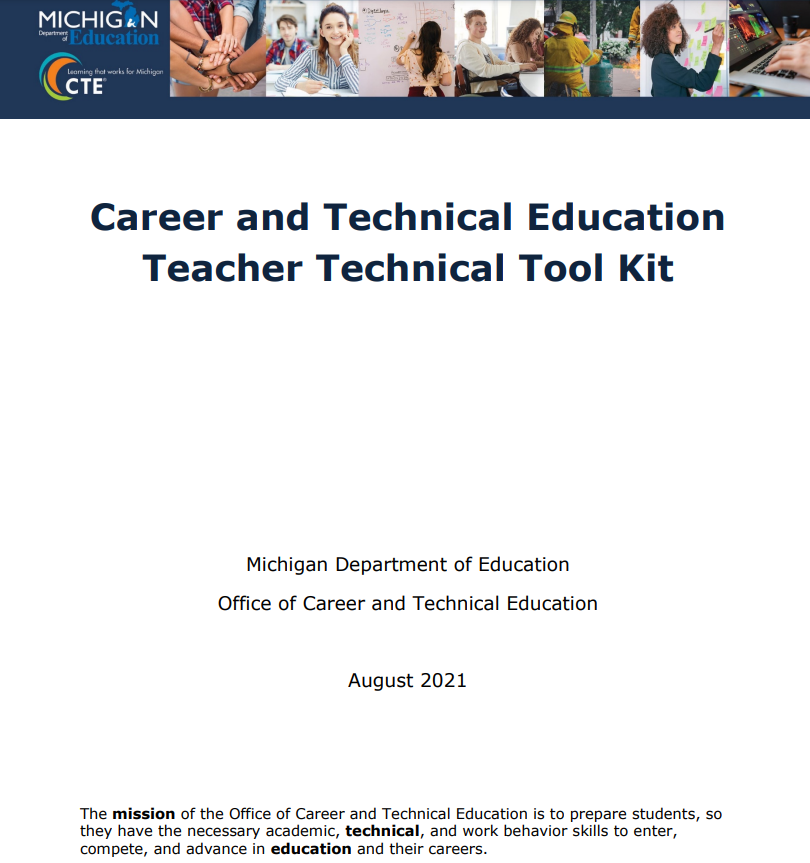 MICHIGAN
Department
of Education
Learning that works for Michigan
CTE
Career and Technical Education
Teacher Technical Tool Kit
Michigan Department of Education
Office of Career and Technical Education
August 2021
The mission of the Office of Career and Technical Education is to prepare students, so
they have the necessary academic, technical, and work behavior skills to enter,
compete, and advance in education and their careers.